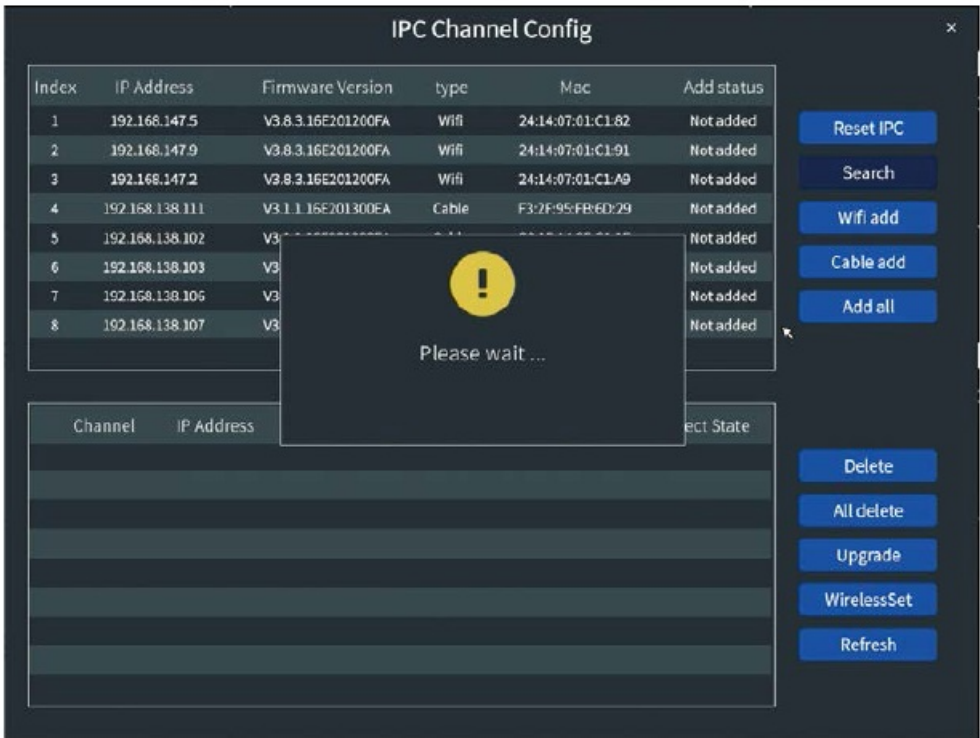 IPC Channel Config ×
Index IP Address Firmware Version type Mac Add status
1 192.168.147.5 V3.8.3.16E201200FA Wifi 24:14:07:01:C1:82 Not added
2 192.168.147.9 V3.8.3.16E201200FA Wifi 24:14:07:01:C1:91 Not added
3 192.168.147.2 V3.8.3.16E201200FA Wifi 24:14:07:01:C1:A9 Not added
4 192.168.138.111 V3.1.1.16E201300EA Cable F3:2F:95:FB:6D:29 Not added
5 192.168.138.102 V3 Not added
6 192.168.138.103 V3 Not added
7 192.168.138.106 V3 Not added
8 192.168.138.107 V3 Not added
Reset IPC
Search
Wifi add
Cable add
Add all
!
Please wait ...
Channel IP Address ect State
Delete
All delete
Upgrade
WirelessSet
Refresh